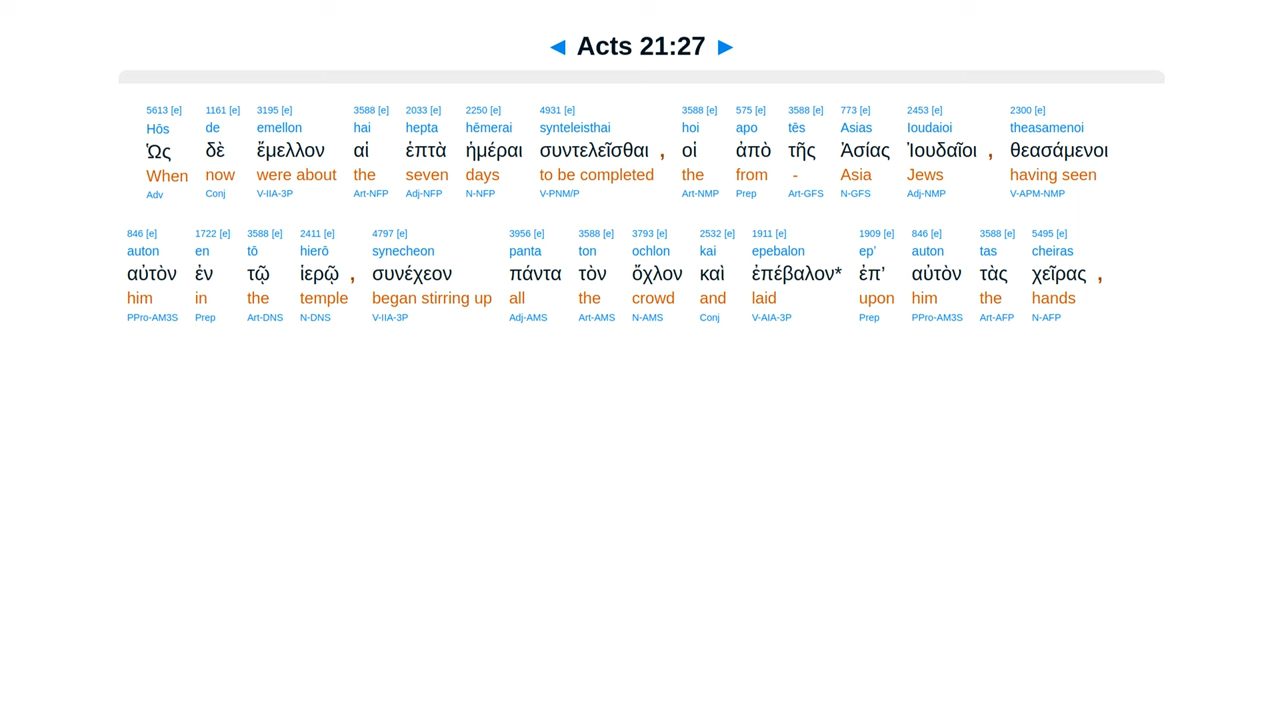 ◄ Acts 21:27 ►
5613 [e] 1161 [e] 3195 [e] 3588 [e] 2033 [e] 2250 [e] 4931 [e] 3588 [e] 575 [e] 3588 [e] 773 [e] 2453 [e] 2300 [e]
Hōs de emellon hai hepta hēmerai synteleisthai hoi apo tēs Asias Ioudaioi theasamenoi
Ὡς δὲ ἔμελλον αἱ ἑπτὰ ἡμέραι συντελεῖσθαι , οἱ ἀπὸ τῆς Ἀσίας Ἰουδαῖοι , θεασάμενοι
When now were about the seven days to be completed the from - Asia Jews having seen
Adv Conj V-IIA-3P Art-NFP Adj-NFP N-NFP V-PNM/P Art-NMP Prep Art-GFS N-GFS Adj-NMP V-APM-NMP
846 [e] 1722 [e] 3588 [e] 2411 [e] 4797 [e] 3956 [e] 3588 [e] 3793 [e] 2532 [e] 1911 [e] 1909 [e] 846 [e] 3588 [e] 5495 [e]
auton en tō hierō synecheon panta ton ochlon kai epebalon ep’ auton tas cheiras
αὐτὸν ἐν τῷ ἱερῷ , συνέχεον πάντα τὸν ὄχλον καὶ ἐπέβαλον* ἐπ’ αὐτὸν τὰς χεῖρας ,
him in the temple began stirring up all the crowd and laid upon him the hands
PPro-AM3S Prep Art-DNS N-DNS V-IIA-3P Adj-AMS Art-AMS N-AMS Conj V-AIA-3P Prep PPro-AM3S Art-AFP N-AFP